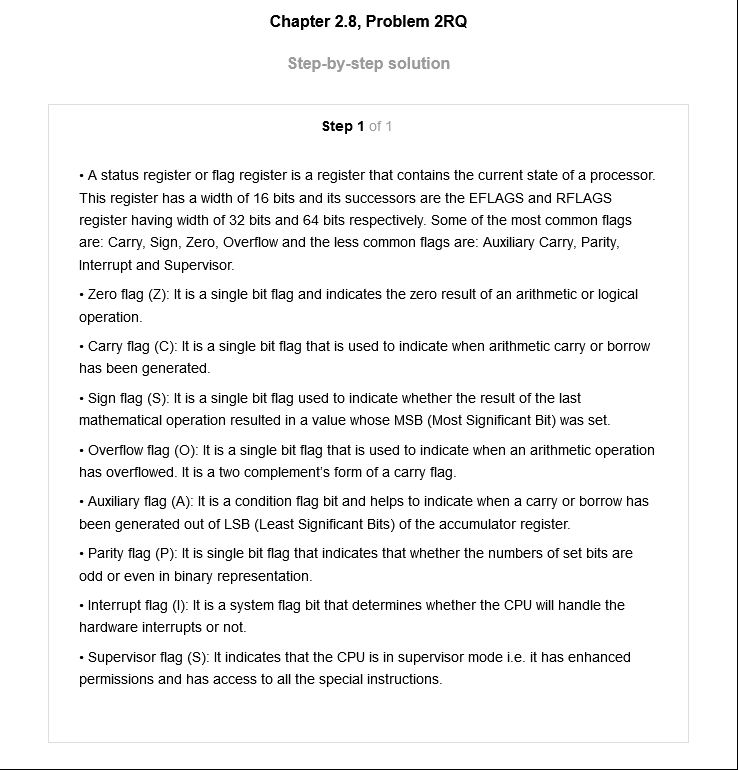 Chapter 2.8, Problem 2RQ
Step-by-step solution
Step 1 of 1
• A status register or flag register is a register that contains the current state of a processor.
This register has a width of 16 bits and its successors are the EFLAGS and RFLAGS
register having width of 32 bits and 64 bits respectively. Some of the most common flags
are: Carry, Sign, Zero, Overflow and the less common flags are: Auxiliary Carry, Parity,
Interrupt and Supervisor.
• Zero flag (Z): It is a single bit flag and indicates the zero result of an arithmetic or logical
operation.
• Carry flag (C): It is a single bit flag that is used to indicate when arithmetic carry or borrow
has been generated.
• Sign flag (S): It is a single bit flag used to indicate whether the result of the last
mathematical operation resulted in a value whose MSB (Most Significant Bit) was set.
• Overflow flag (O): It is a single bit flag that is used to indicate when an arithmetic operation
has overflowed. It is a two complement's form of a carry flag.
• Auxiliary flag (A): It is a condition flag bit and helps to indicate when a carry or borrow has
been generated out of LSB (Least Significant Bits) of the accumulator register.
• Parity flag (P): It is single bit flag that indicates that whether the numbers of set bits are
odd or even in binary representation.
• Interrupt flag (I): It is a system flag bit that determines whether the CPU will handle the
hardware interrupts or not.
• Supervisor flag (S): It indicates that the CPU is in supervisor mode i.e. it has enhanced
permissions and has access to all the special instructions.